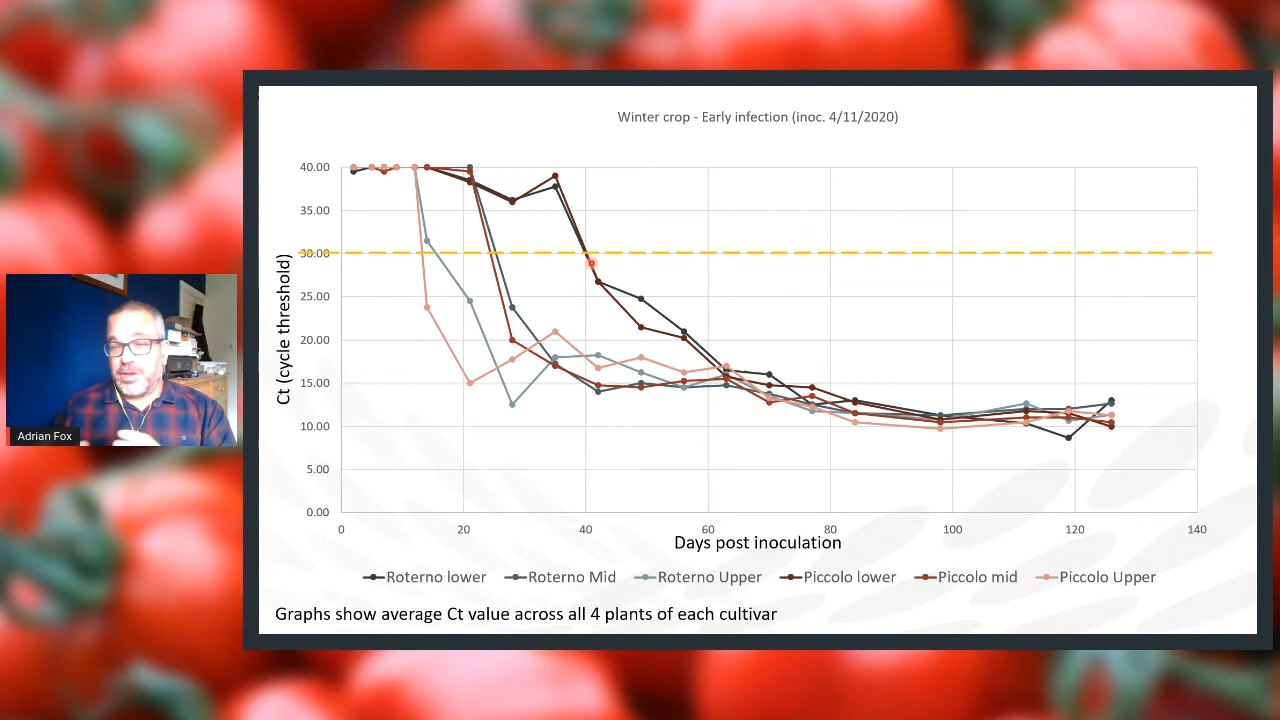 Winter crop - Early infection (inoc. 4/11/2020)
40.00
35.00
30.00
25.00
20.00
15.00
10.00
5.00
0.00
Ct (cycle threshold)
0 20 40 60 80 100 120 140
Days post inoculation
Roterno lower Roterno Mid Roterno Upper Piccolo lower Piccolo mid Piccolo Upper
Graphs show average Ct value across all 4 plants of each cultivar
Adrian Fox